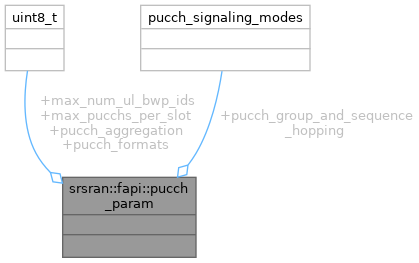 uint8_t
pucch_signaling_modes
+max_num_ul_bwp_ids
+max_pucchs_per_slot
+pucch_aggregation
+pucch_formats
+pucch_group_and_sequence
_hopping
srsran::fapi::pucch
_param